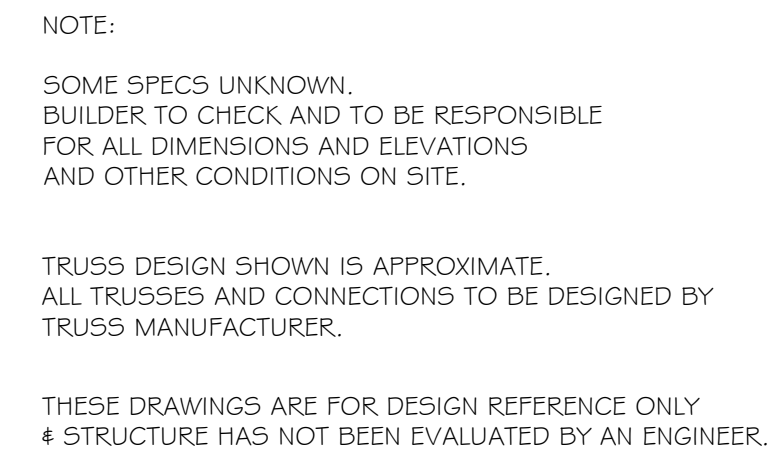 NOTE:
SOME SPECS UNKNOWN.
BUILDER TO CHECK AND TO BE RESPONSIBLE
FOR ALL DIMENSIONS AND ELEVATIONS
AND OTHER CONDITIONS ON SITE.
TRUSS DESIGN SHOWN IS APPROXIMATE.
ALL TRUSSES AND CONNECTIONS TO BE DESIGNED BY
TRUSS MANUFACTURER.
THESE DRAWINGS ARE FOR DESIGN REFERENCE ONLY
& STRUCTURE HAS NOT BEEN EVALUATED BY AN ENGINEER.